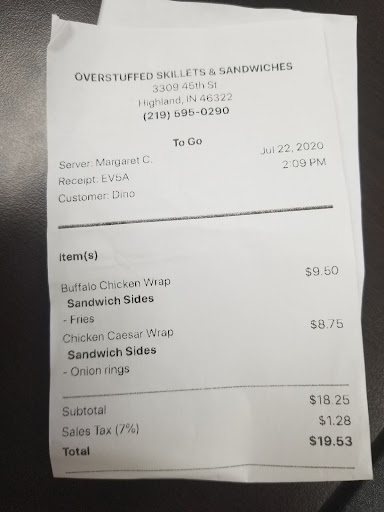 OVERSTUFFED SKILLETS & SANDWICHES
3309 45th St
Highland, IN 46322
(219) 595-0290
To Go
Server: Margaret C. Jul 22, 2020
Receipt: EV5A 2:09 PM
Customer: Dino
Item(s)
Buffalo Chicken Wrap $9.50
Sandwich Sides
- Fries
Chicken Caesar Wrap $8.75
Sandwich Sides
- Onion rings
Subtotal $18.25
Sales Tax (7%) $1.28
Total $19.53